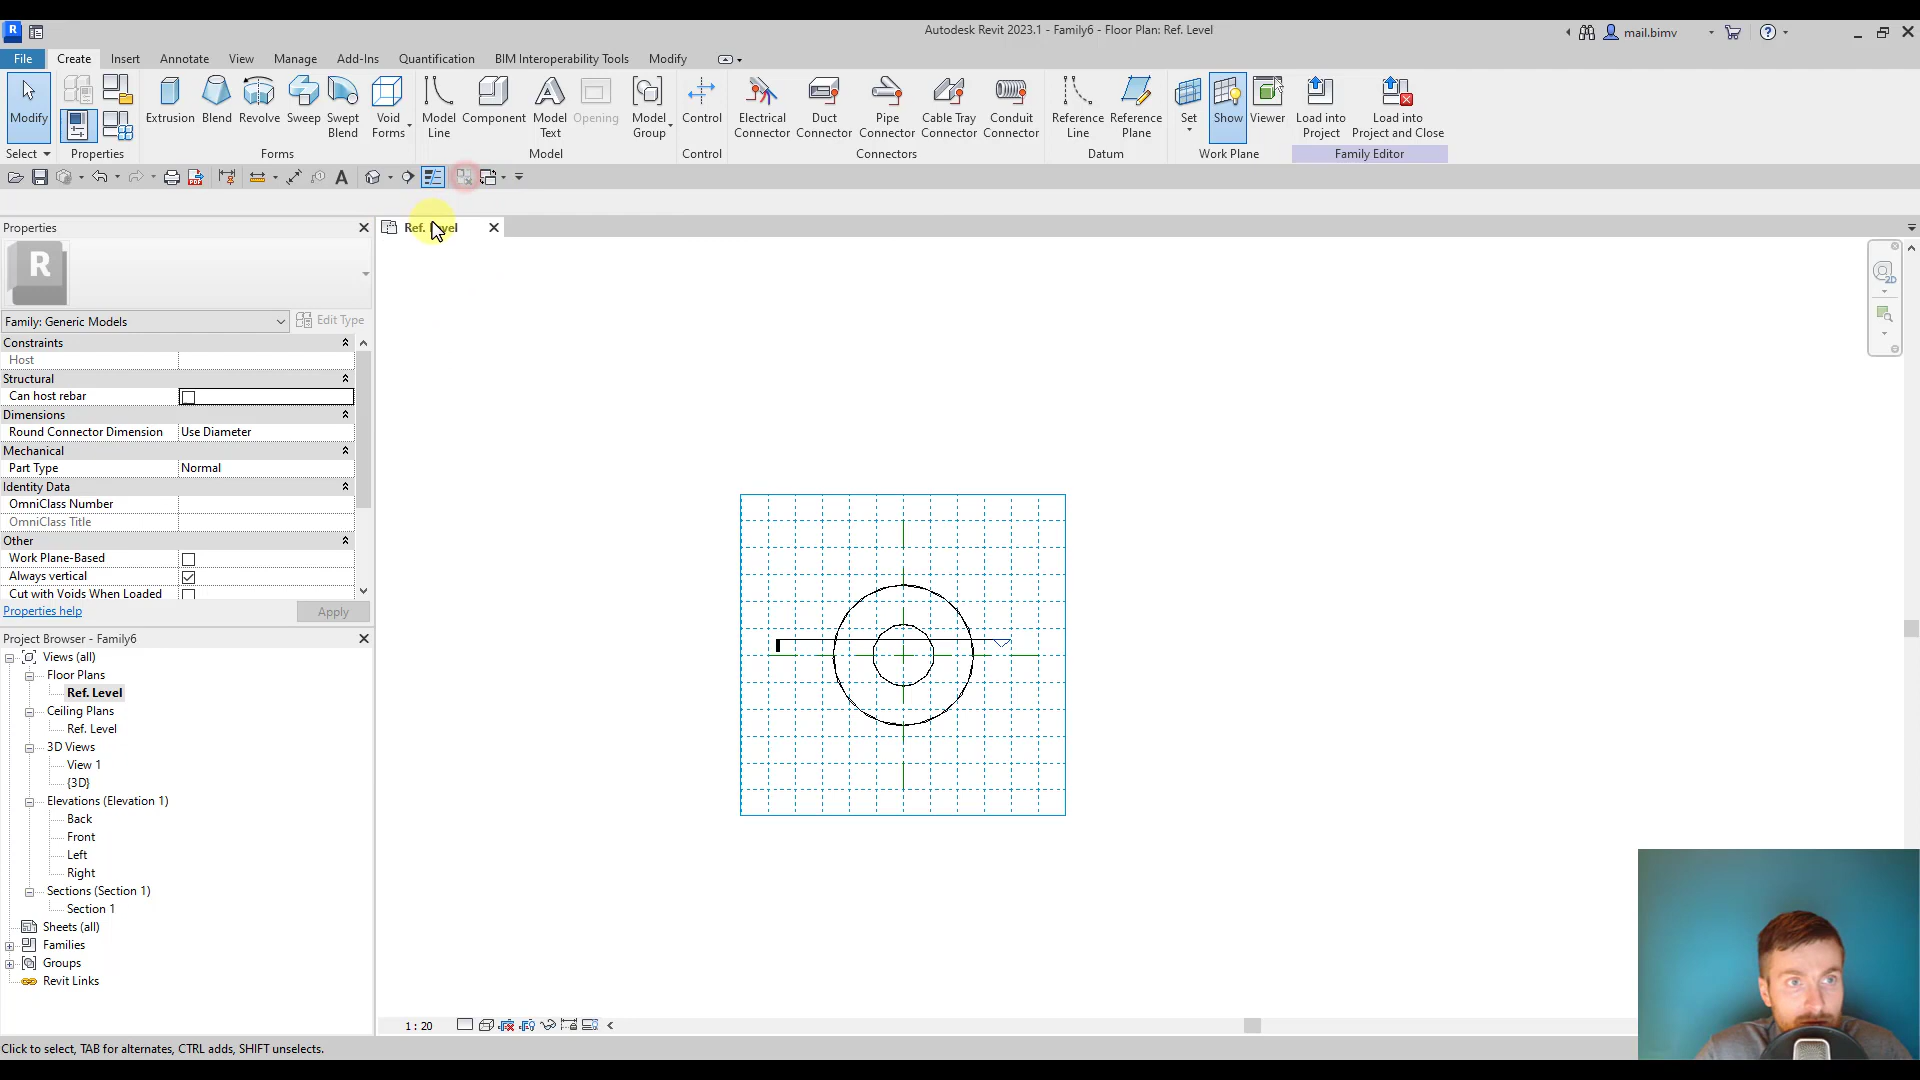 Autodesk Revit 2023.1 - Family6 - Floor Plan: Ref. Level
mail.bimv
File Create Insert Annotate View Manage Add-Ins Quantification BIM Interoperability Tools Modify
Modify
Extrusion Blend Revolve Sweep Swept Blend Void Forms
Model Line Component Model Text Opening Model Group
Control
Electrical Connector Duct Connector Pipe Connector Cable Tray Connector Conduit Connector
Reference Line Reference Plane
Set Show Viewer
Load into Project Load into Project and Close
Select Properties Forms Model Control Connectors Datum Work Plane Family Editor
Properties
Ref. Level
R
Family: Generic Models
Edit Type
Constraints
Host
Structural
Can host rebar
Dimensions
Round Connector Dimension Use Diameter
Mechanical
Part Type Normal
Identity Data
OmniClass Number
OmniClass Title
Other
Work Plane-Based
Always vertical
Cut with Voids When Loaded
Properties help Apply
Project Browser - Family6
Views (all)
Floor Plans
Ref. Level
Ceiling Plans
Ref. Level
3D Views
View 1
{3D}
Elevations (Elevation 1)
Back
Front
Left
Right
Sections (Section 1)
Section 1
Sheets (all)
Families
Groups
Revit Links
1 : 20
Click to select, TAB for alternates, CTRL adds, SHIFT unselects.